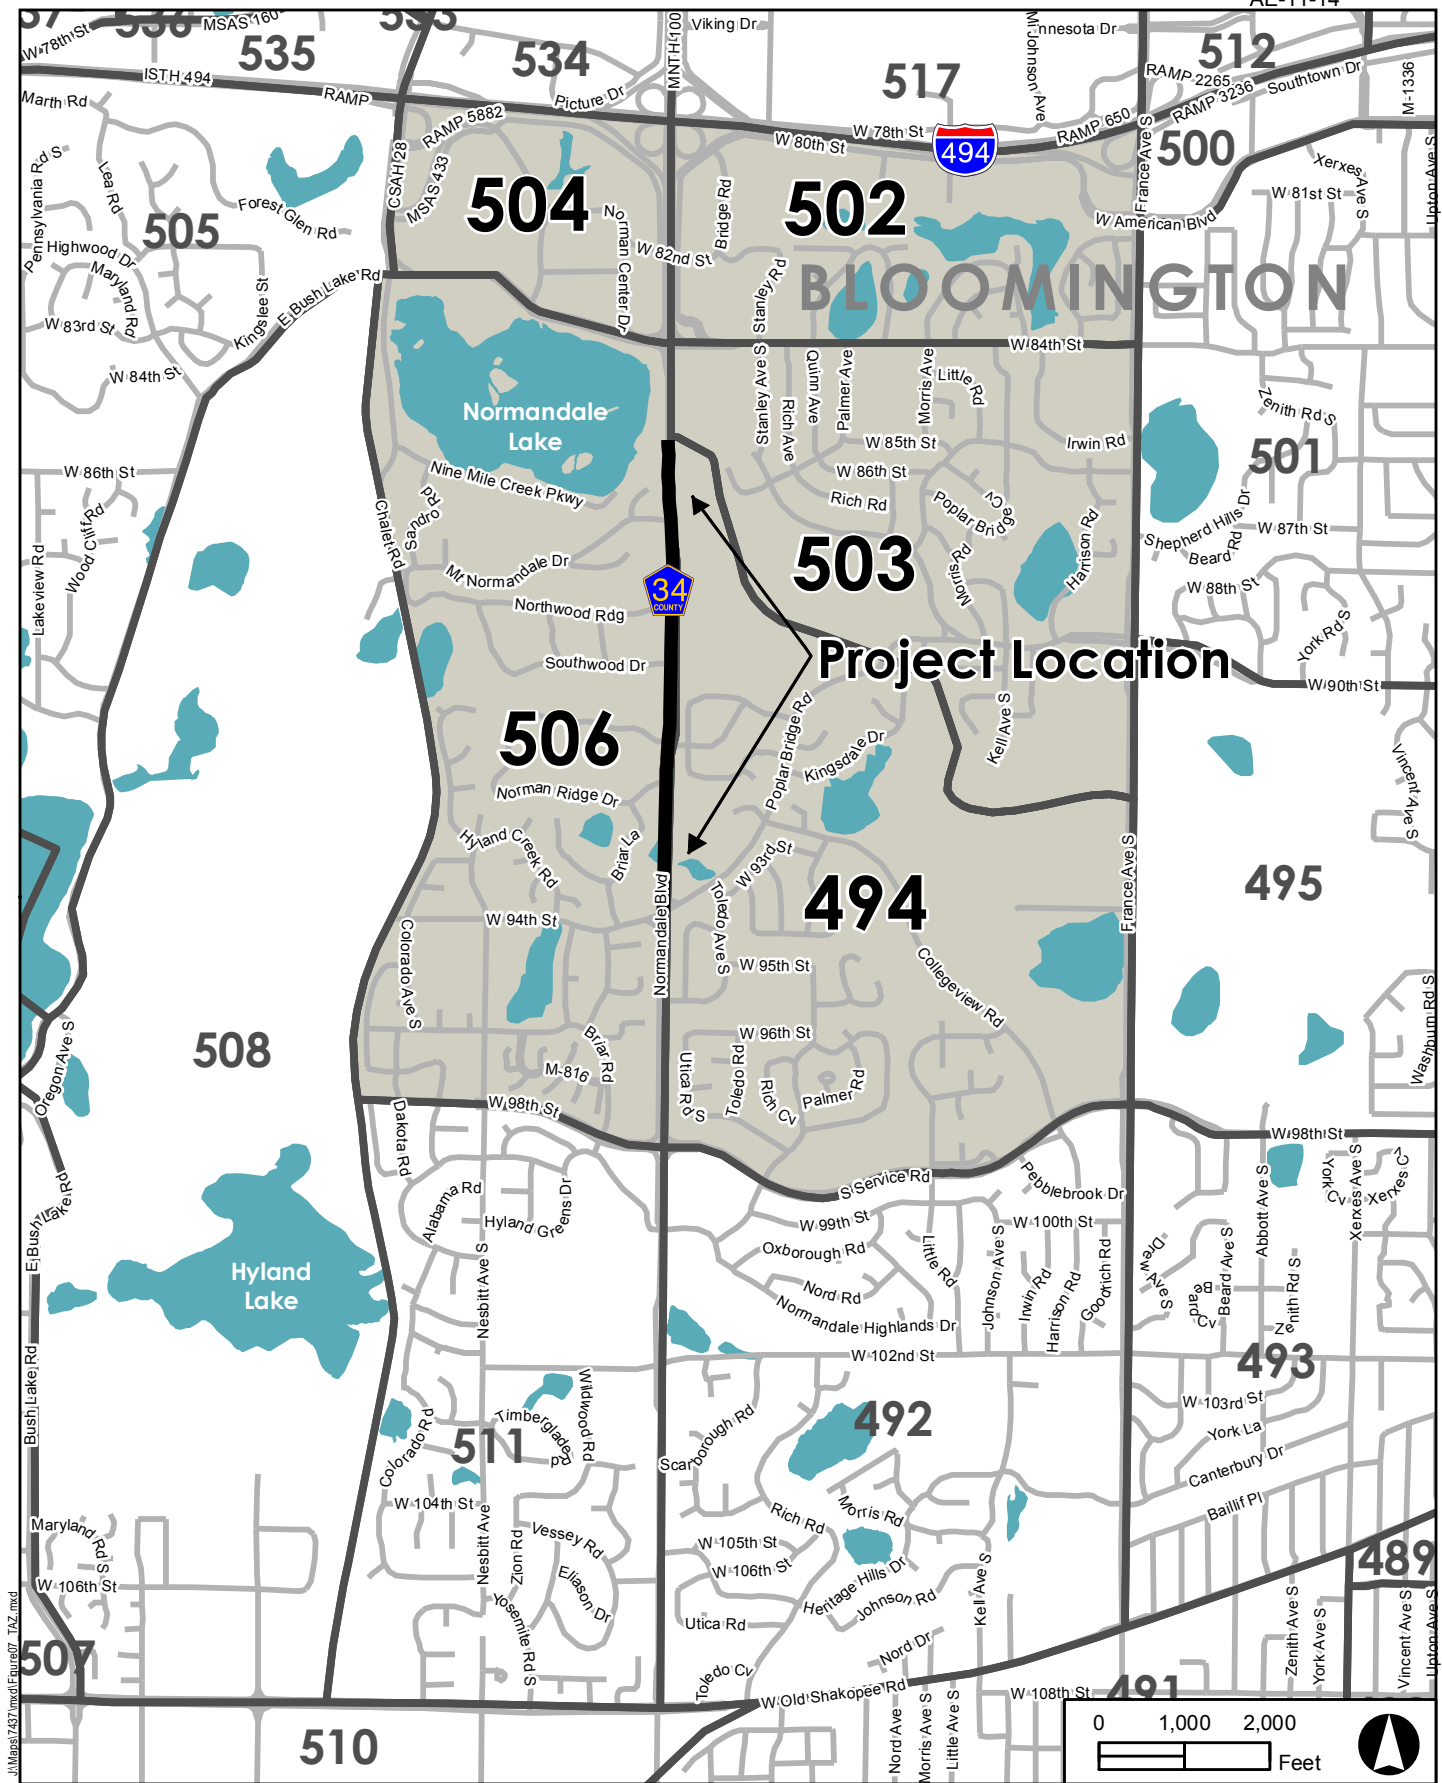 AE-11-14
537
536
MSAS 160
533
Viking Dr
Minnesota Dr
W 78th St
535
534
MNTH 100
517
M-Johnson Ave
512
ISTH 494
RAMP
RAMP 5882
Picture Dr
W 80th St
W 78th St
494
RAMP 650
RAMP 2265
RAMP 3236
Southtown Dr
M-1336
Marth Rd
Pennsylvania Rd S
Lea Rd
505
Forest Glen Rd
CSAH 28
MSAS 433
504
502
500
France Ave S
Xerxes Ave S
W 81st St
Upton Ave S
Highwood Dr
Maryland Rd
W 83rd St
Kingslee St
E Bush Lake Rd
Norman Center Dr
W 82nd St
Bridge Rd
Stanley Rd
W American Blvd
BLOOMINGTON
W 84th St
W 84th St
Normandale
Lake
Stanley Ave S
Rich Ave
Quinn Ave
Palmer Ave
Morris Ave
Little Rd
Zenith Rd S
501
W 85th St
Irwin Rd
W 86th St
W 86th St
Nine Mile Creek Pkwy
Rich Rd
Poplar Bridge Cv
Shepherd Hills Dr
W 87th St
Beard Rd
Wood Cliff Rd
Lakeview Rd
Chalet Rd
Sandro Rd
Mt Normandale Dr
Northwood Rdg
34
COUNTY
503
Morris Rd
Harrison Rd
W 88th St
York Rd S
Southwood Dr
Project Location
W 90th St
506
Kell Ave S
Poplar Bridge Rd
Kingsdale Dr
Vincent Ave S
Norman Ridge Dr
Hyland Creek Rd
Briar La
W 93rd St
494
495
Normandale Blvd
Toledo Ave S
France Ave S
W 94th St
Colorado Ave S
W 95th St
Collegeview Rd
508
Oregon Ave S
W 96th St
Briar Rd
M-816
Utica Rd S
Toledo Rd
Rich Cv
Palmer Rd
Washburn Rd S
W 98th St
Dakota Rd
W 98th St
E Bush Lake Rd
S Service Rd
Pebblebrook Dr
Alabama Rd
Hyland Greens Dr
W 99th St
W 100th St
Oxborough Rd
Little Rd
Johnson Ave S
Irwin Rd
Harrison Rd
Goodrich Rd
Drew Ave S
Beard Cv
Beard Ave S
Abbott Ave S
Zenith Rd S
York Cv
Xerxes Ave S
Xerxes Cv
Hyland
Lake
Nesbitt Ave S
Nord Rd
Normandale Highlands Dr
W 102nd St
493
Bush Lake Rd
Wildwood Rd
Timberglade Rd
511
Colorado Rd
Scarborough Rd
492
W 103rd St
York La
Canterbury Dr
Baillif Pl
W 104th St
Nesbitt Ave
Zion Rd
Vessey Rd
Eliason Dr
Yosemite Rd S
Rich Rd
Morris Rd
W 105th St
W 106th St
Heritage Hills Dr
Johnson Rd
Kell Ave S
489
Maryland Rd S
W 106th St
Utica Rd
Nord Dr
Zenith Ave S
York Ave S
Vincent Ave S
Upton Ave S
507
Toledo Cv
W Old Shakopee Rd
W 108th St
491
510
Nord Ave
Morris Ave S
Little Ave S
0 1,000 2,000
Feet
J:\Maps\7437\mxd\Figure07_TAZ.mxd